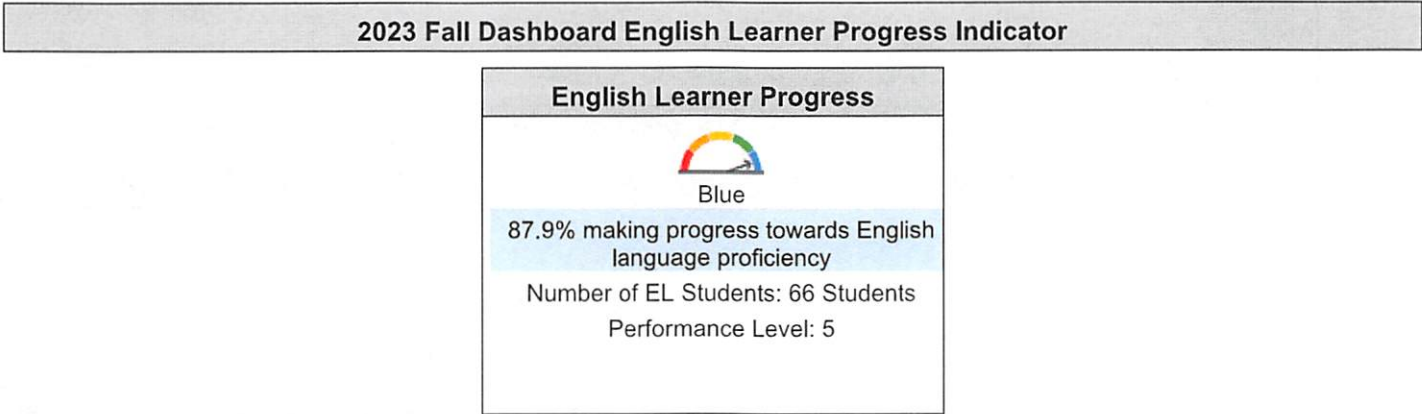 2023 Fall Dashboard English Learner Progress Indicator
English Learner Progress
Blue
87.9% making progress towards English
language proficiency
Number of EL Students: 66 Students
Performance Level: 5